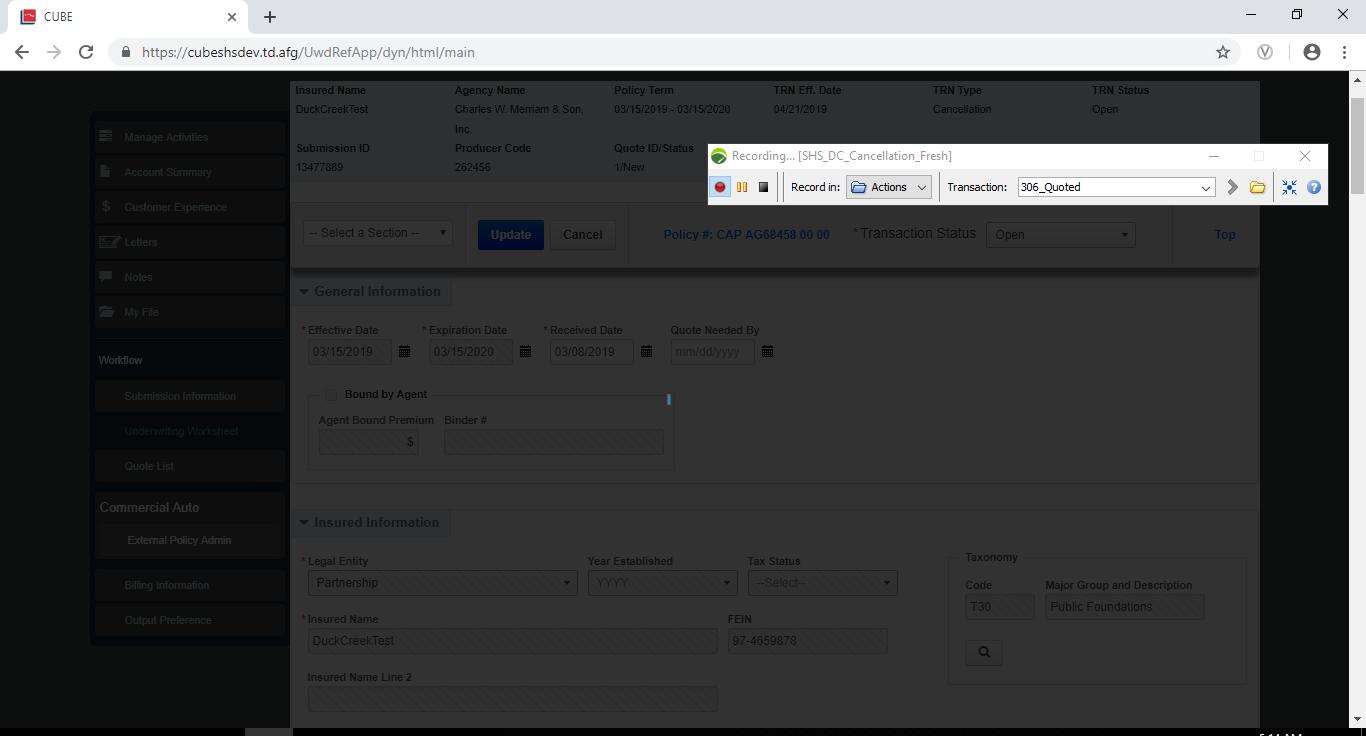 CUBE
https://cubeshsdev.td.afg/UwdRefApp/dyn/html/main
Insured Name Agency Name Policy Term TRN Eff. Date TRN Type TRN Status
DuckCreekTest Charles W. Merriam & Son, Inc. 03/15/2019 - 03/15/2020 04/21/2019 Cancellation Open
Submission ID Producer Code Quote ID/Status
13477889 262456 1/New
Recording... [SHS_DC_Cancellation_Fresh]
Record in: Actions Transaction: 306_Quoted
-- Select a Section -- Update Cancel Policy #: CAP AG68458 00 00 * Transaction Status Open Top
Manage Activities
Account Summary
$ Customer Experience
Letters
Notes
My File
Workflow
Submission Information
Underwriting Worksheet
Quote List
Commercial Auto
External Policy Admin
Billing Information
Output Preference
General Information
* Effective Date * Expiration Date * Received Date Quote Needed By
03/15/2019 03/15/2020 03/08/2019 mm/dd/yyyy
Bound by Agent
Agent Bound Premium Binder #
$
Insured Information
* Legal Entity Year Established Tax Status
Partnership YYYY --Select--
* Insured Name FEIN
DuckCreekTest 97-4659878
Insured Name Line 2
Taxonomy
Code Major Group and Description
T30 Public Foundations
5:14 AM